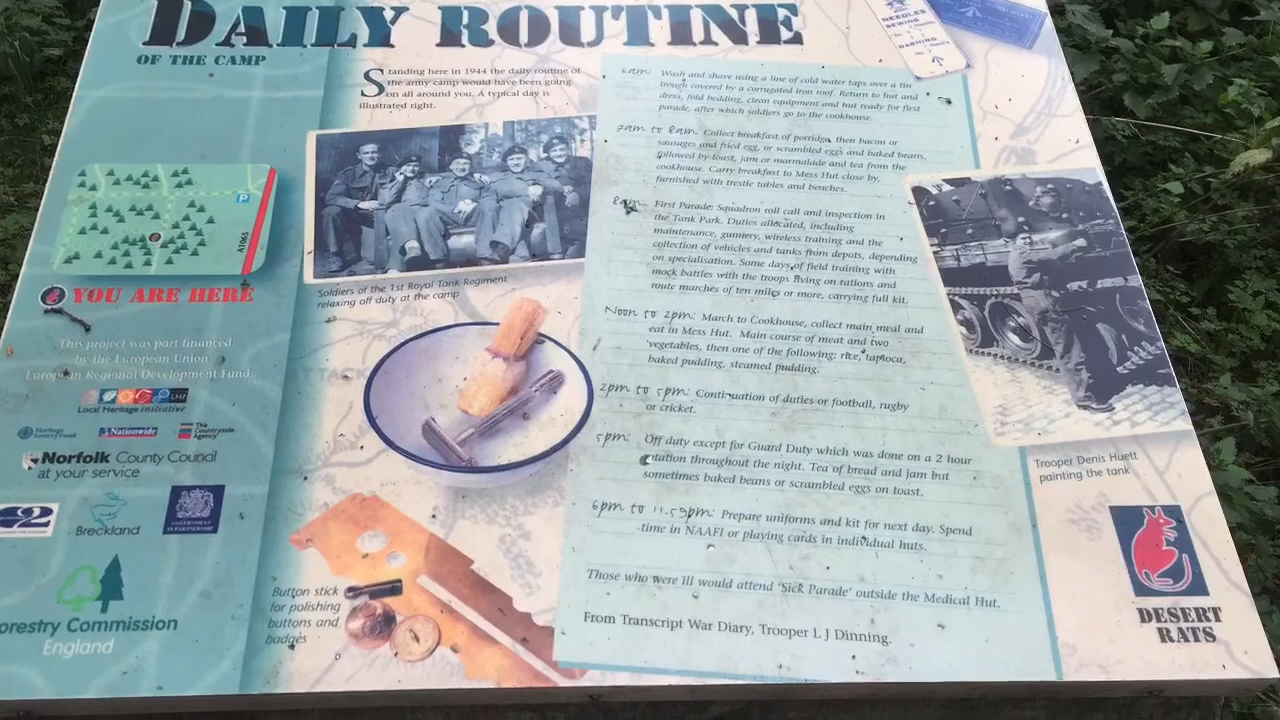 DAILY ROUTINE
OF THE CAMP
Standing here in 1944 the daily routine of
the army camp would have been going
on all around you. A typical day is
illustrated right.
NEEDLES
SEWING
DARNING
6am: Wash and shave using a line of cold water taps over a tin
trough covered by a corrugated iron roof. Return to hut and
dress, fold bedding, clean equipment and hut ready for first
parade, after which soldiers go to the cookhouse.
7am to 8am: Collect breakfast of porridge, then bacon or
sausages and fried egg, or scrambled eggs and baked beans,
followed by toast, jam or marmalade and tea from the
cookhouse. Carry breakfast to Mess Hut close by,
furnished with trestle tables and benches.
8am: First Parade: Squadron roll call and inspection in
the Tank Park. Duties allocated, including
maintenance, gunnery, wireless training and the
collection of vehicles and tanks from depots, depending
on specialisation. Some days of field training with
mock battles with the troops living on rations and
route marches of ten miles or more, carrying full kit.
Noon to 2pm: March to Cookhouse, collect main meal and
eat in Mess Hut. Main course of meat and two
vegetables, then one of the following: rice, tapioca,
baked pudding, steamed pudding.
2pm to 5pm: Continuation of duties or football, rugby
or cricket.
5pm: Off duty except for Guard Duty which was done on a 2 hour
rotation throughout the night. Tea of bread and jam but
sometimes baked beans or scrambled eggs on toast.
6pm to 11.59pm: Prepare uniforms and kit for next day. Spend
time in NAAFI or playing cards in individual huts.
Those who were ill would attend 'Sick Parade' outside the Medical Hut.
From Transcript War Diary, Trooper L J Dinning.
Soldiers of the 1st Royal Tank Regiment
relaxing off duty at the camp
Button stick
for polishing
buttons and
badges
Trooper Denis Huett
painting the tank
DESERT
RATS
P
A1065
YOU ARE HERE
This project was part financed
by the European Union
European Regional Development Fund
LHI
Local Heritage initiative
Heritage
Lottery Fund
Nationwide
The
Countryside
Agency
Norfolk County Council
at your service
Breckland
GOVERNMENT
IN PARTNERSHIP
orestry Commission
England